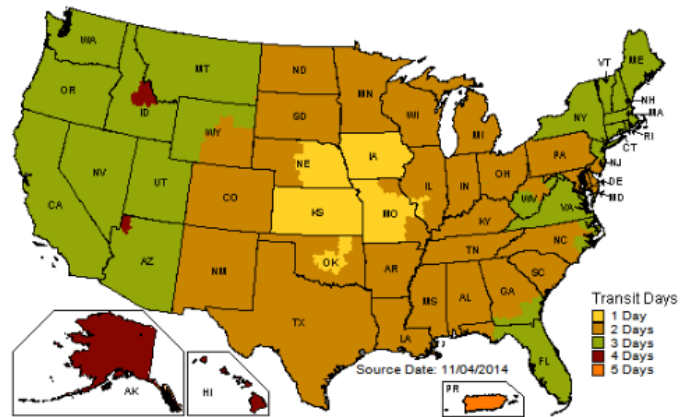 WA
MT
ND
MN
VT
ME
OR
ID
SD
WI
MI
NY
NH
MA
RI
CT
WY
NE
IA
PA
NJ
NV
UT
CO
IL
IN
OH
DE
MD
CA
KS
MO
WV
VA
KY
AZ
NM
OK
AR
TN
NC
SC
TX
LA
MS
AL
GA
FL
Transit Days
1 Day
2 Days
3 Days
4 Days
5 Days
Source Date: 11/04/2014
AK
HI
PR